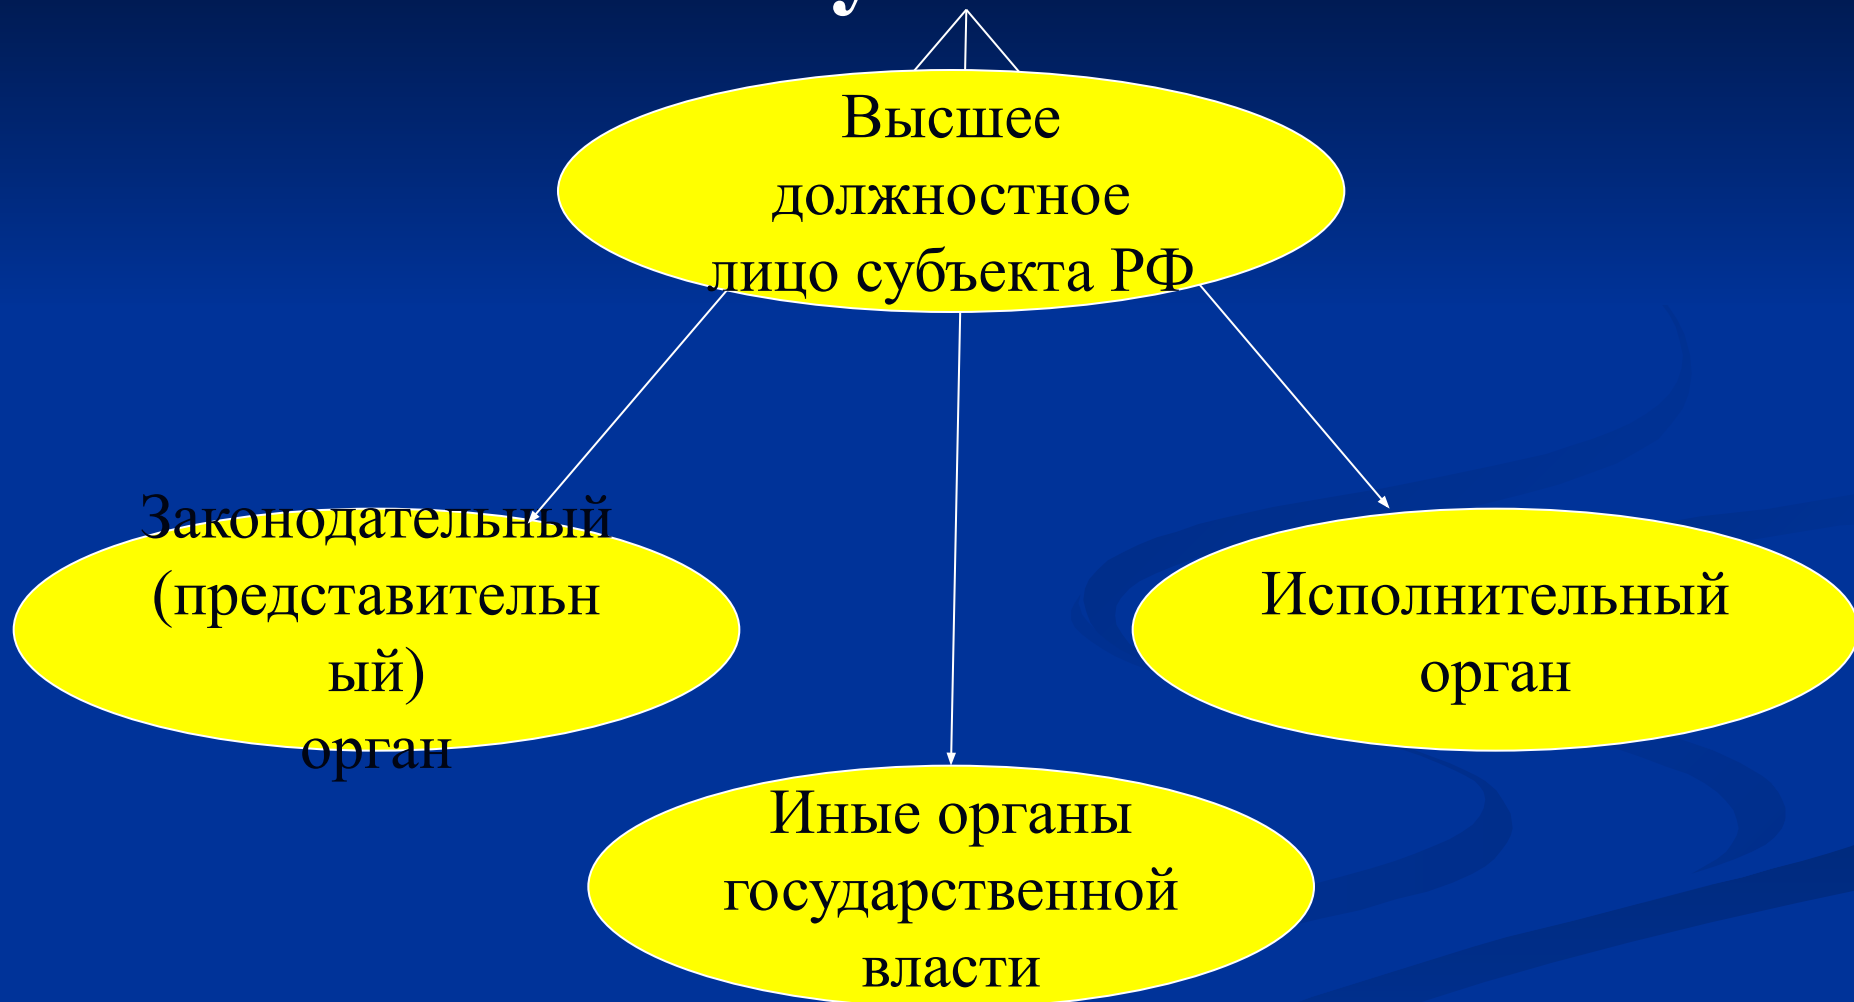 Высшее
должностное
лицо субъекта РФ
Законодательный
(представительн
ый)
орган
Исполнительный
орган
Иные органы
государственной
власти